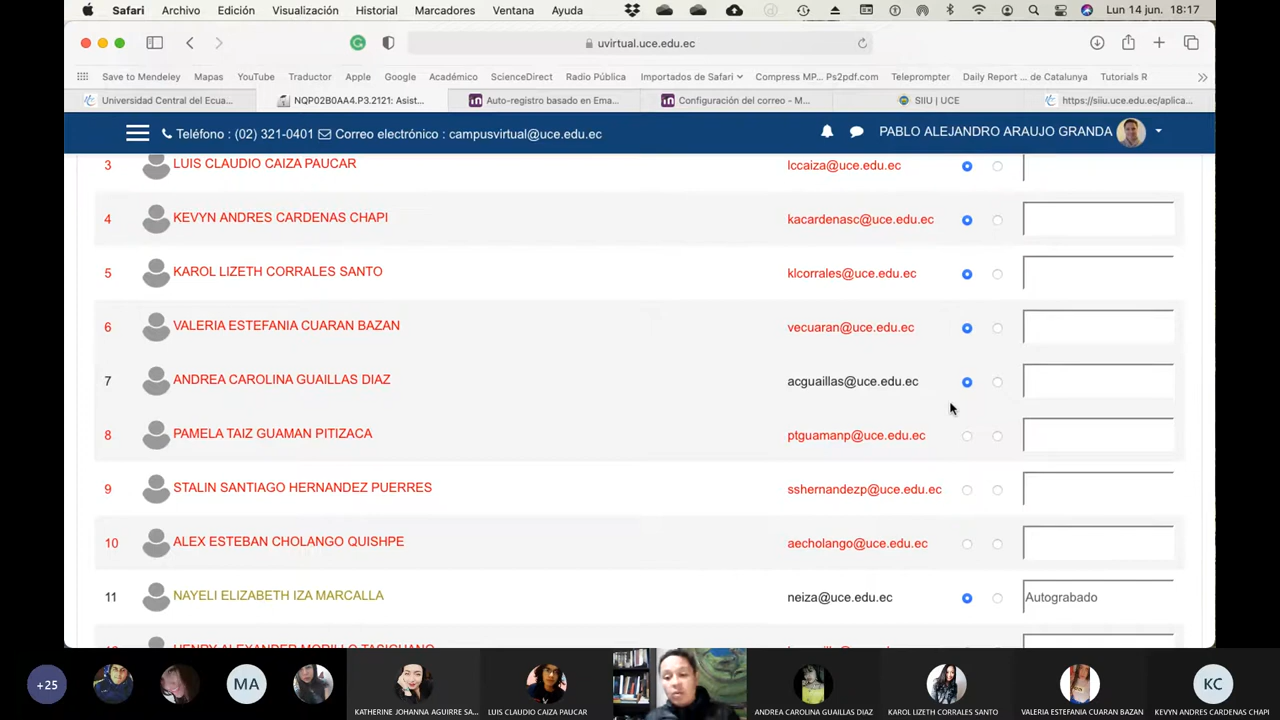 Safari Archivo Edición Visualización Historial Marcadores Ventana Ayuda Lun 14 jun. 18:17
uvirtual.uce.edu.ec
Save to Mendeley Mapas YouTube Traductor Apple Google Académico ScienceDirect Radio Pública Importados de Safari Compress MP... Ps2pdf.com Teleprompter Daily Report ... de Catalunya Tutorials R
Universidad Central del Ecua... NQP02B0AA4.P3.2121: Asist... Auto-registro basado en Ema... Configuración del correo - M... SIIU | UCE https://siiu.uce.edu.ec/aplica...
Teléfono : (02) 321-0401 Correo electrónico : campusvirtual@uce.edu.ec PABLO ALEJANDRO ARAUJO GRANDA
3 LUIS CLAUDIO CAIZA PAUCAR lccaiza@uce.edu.ec
4 KEVYN ANDRES CARDENAS CHAPI kacardenasc@uce.edu.ec
5 KAROL LIZETH CORRALES SANTO klcorrales@uce.edu.ec
6 VALERIA ESTEFANIA CUARAN BAZAN vecuaran@uce.edu.ec
7 ANDREA CAROLINA GUAILLAS DIAZ acguaillas@uce.edu.ec
8 PAMELA TAIZ GUAMAN PITIZACA ptguamanp@uce.edu.ec
9 STALIN SANTIAGO HERNANDEZ PUERRES sshernandezp@uce.edu.ec
10 ALEX ESTEBAN CHOLANGO QUISHPE aecholango@uce.edu.ec
11 NAYELI ELIZABETH IZA MARCALLA neiza@uce.edu.ec Autograbado
HENRY ALEXANDER MORILLO
+25 MA KC
KATHERINE JOHANNA AGUIRRE SA... LUIS CLAUDIO CAIZA PAUCAR ANDREA CAROLINA GUAILLAS DIAZ KAROL LIZETH CORRALES SANTO VALERIA ESTEFANIA CUARAN BAZAN KEVYN ANDRES CARDENAS CHAPI